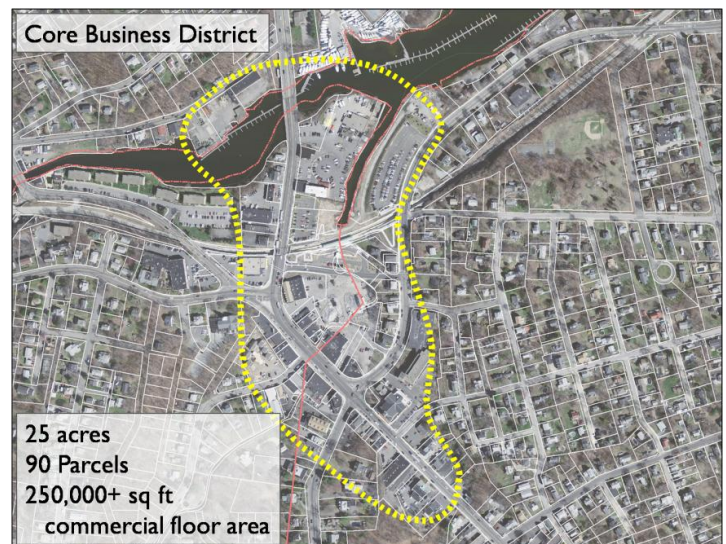 Core Business District
25 acres
90 Parcels
250,000+ sq ft
commercial floor area